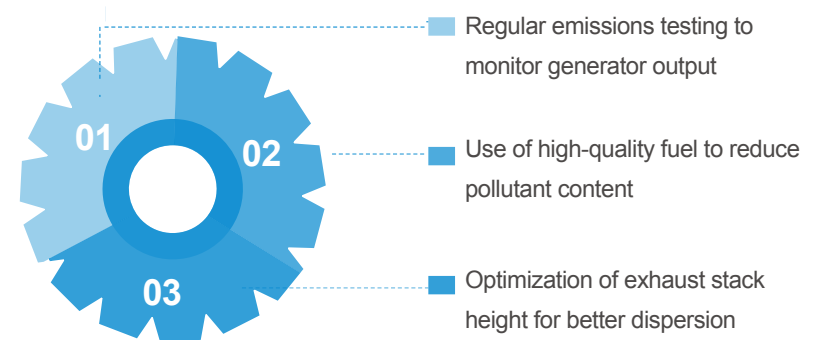 01
Regular emissions testing to
monitor generator output
02
Use of high-quality fuel to reduce
pollutant content
03
Optimization of exhaust stack
height for better dispersion